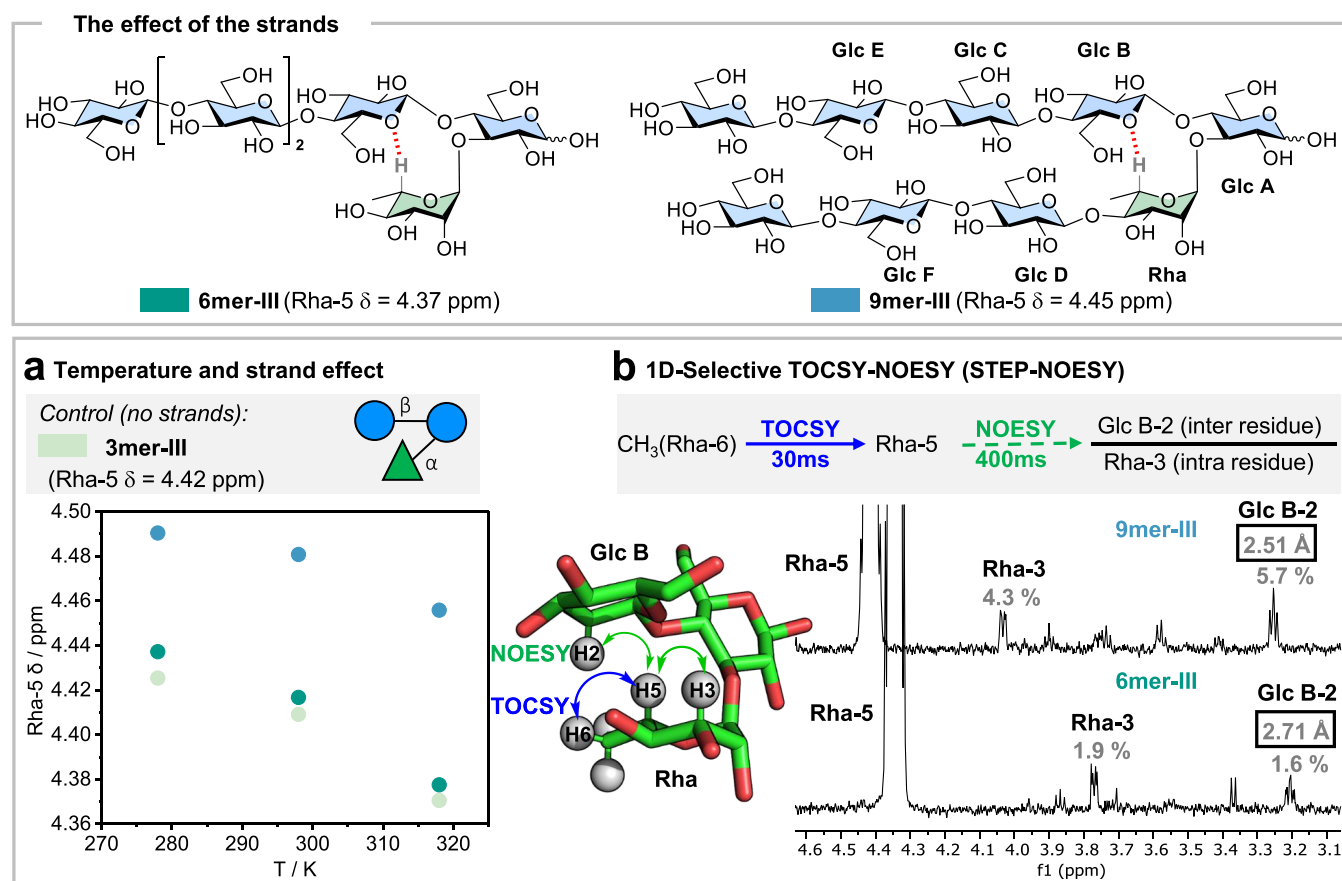 The effect of the strands
Glc E
Glc C
Glc B
Glc A
Glc F
Glc D
Rha
HO
OH
O
H
2
6mer-III (Rha-5 δ = 4.37 ppm)
9mer-III (Rha-5 δ = 4.45 ppm)
a Temperature and strand effect
Control (no strands):
3mer-III
(Rha-5 δ = 4.42 ppm)
β
α
4.50
4.48
4.46
4.44
4.42
4.40
4.38
4.36
Rha-5 δ / ppm
270 280 290 300 310 320
T / K
b 1D-Selective TOCSY-NOESY (STEP-NOESY)
CH3(Rha-6) TOCSY 30ms Rha-5 NOESY 400ms Glc B-2 (inter residue)
Rha-3 (intra residue)
Glc B
NOESY
H2
TOCSY
H5
H3
H6
Rha
9mer-III
Glc B-2
2.51 Å
5.7 %
Rha-5
Rha-3
4.3 %
6mer-III
Glc B-2
2.71 Å
1.6 %
Rha-5
Rha-3
1.9 %
4.6 4.5 4.4 4.3 4.2 4.1 4.0 3.9 3.8 3.7 3.6 3.5 3.4 3.3 3.2 3.1
f1 (ppm)